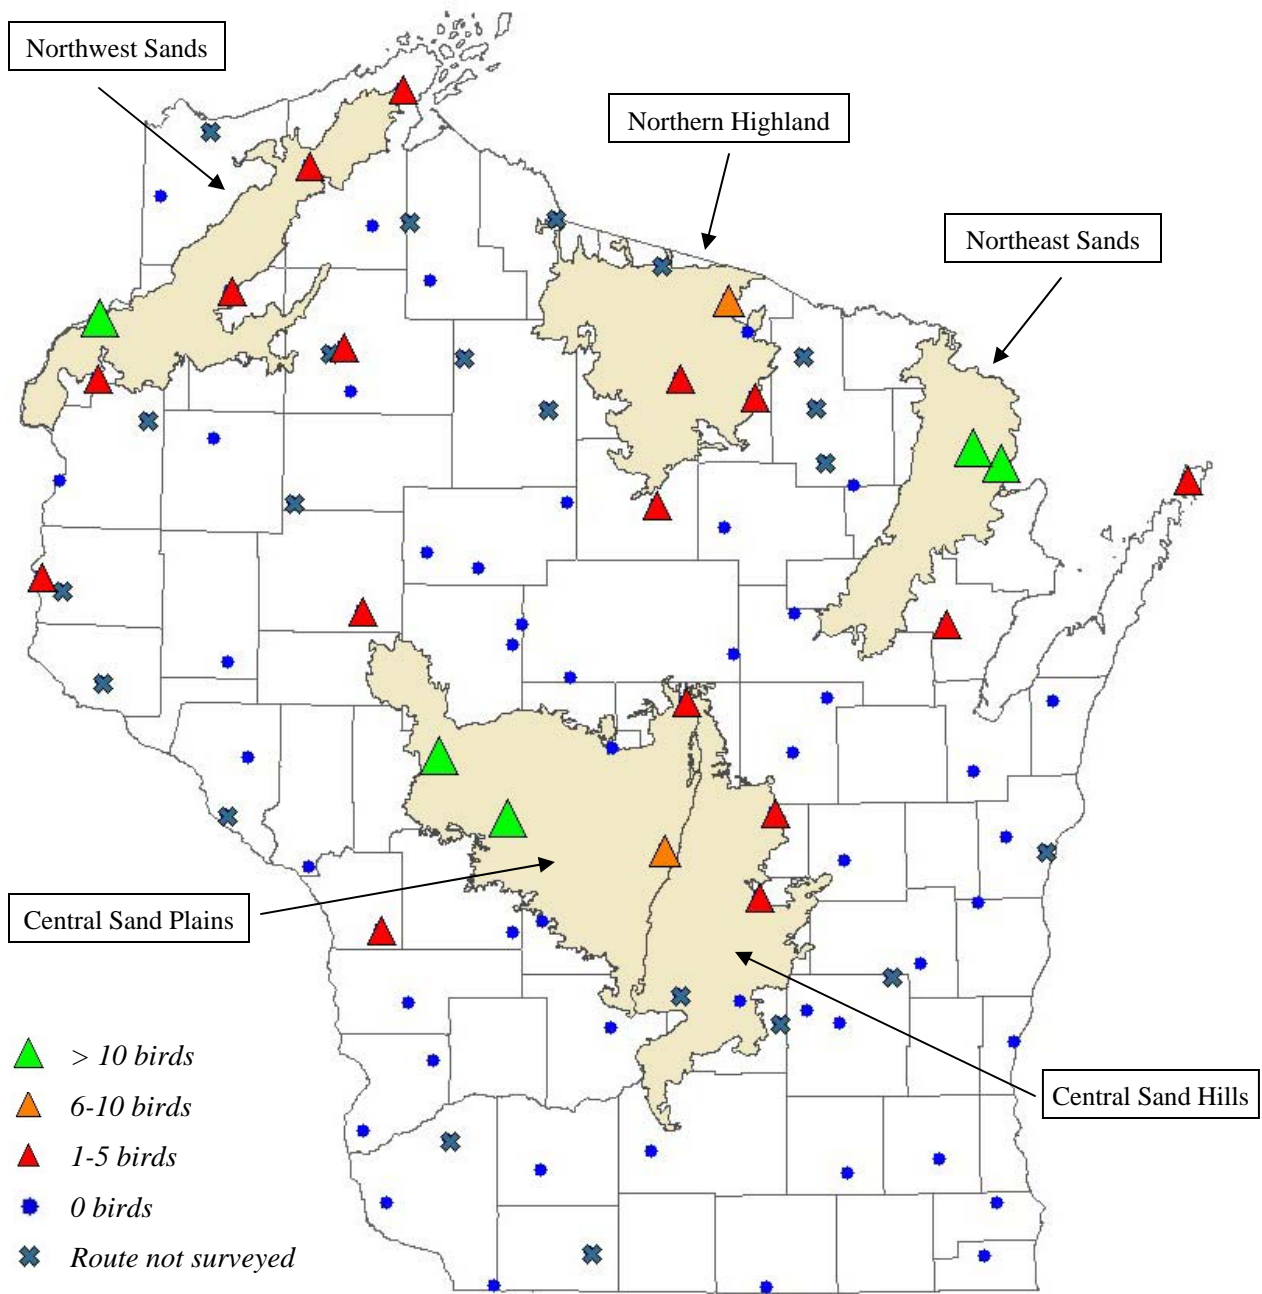 Northwest Sands
Northern Highland
Northeast Sands
Central Sand Plains
Central Sand Hills
> 10 birds
6-10 birds
1-5 birds
0 birds
Route not surveyed